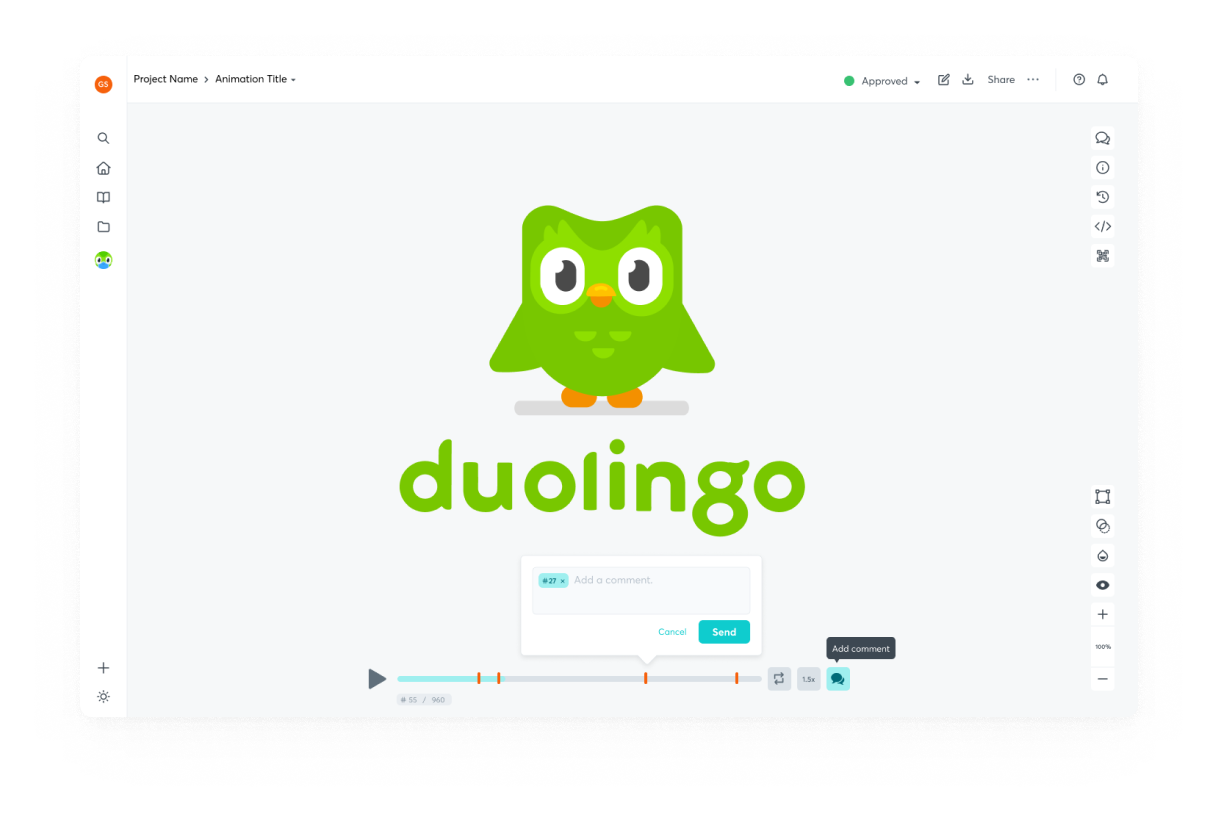 GS
Project Name > Animation Title
Approved
Share
duolingo
#27 × Add a comment.
Cancel
Send
Add comment
1.5x
# 55 / 960
100%